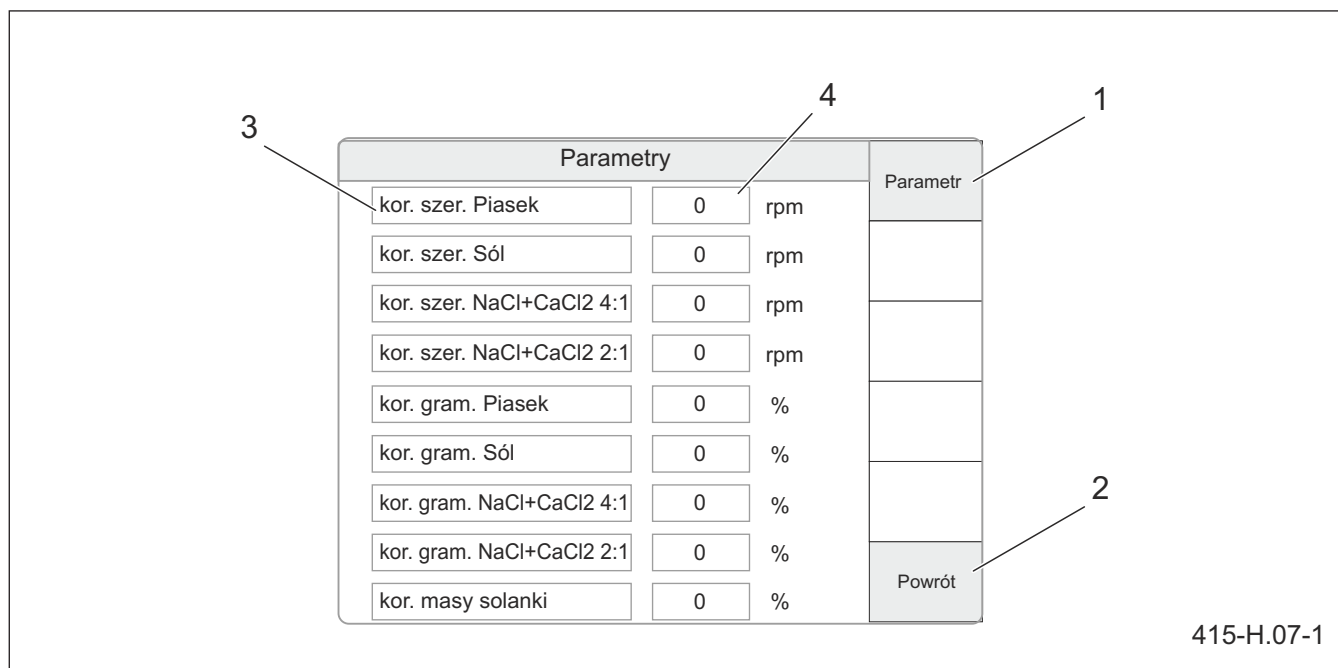 3
4
1
Parametry
Parametr
kor. szer. Piasek 0 rpm
kor. szer. Sól 0 rpm
kor. szer. NaCl+CaCl2 4:1 0 rpm
kor. szer. NaCl+CaCl2 2:1 0 rpm
kor. gram. Piasek 0 %
kor. gram. Sól 0 %
kor. gram. NaCl+CaCl2 4:1 0 %
2
kor. gram. NaCl+CaCl2 2:1 0 %
Powrót
kor. masy solanki 0 %
415-H.07-1